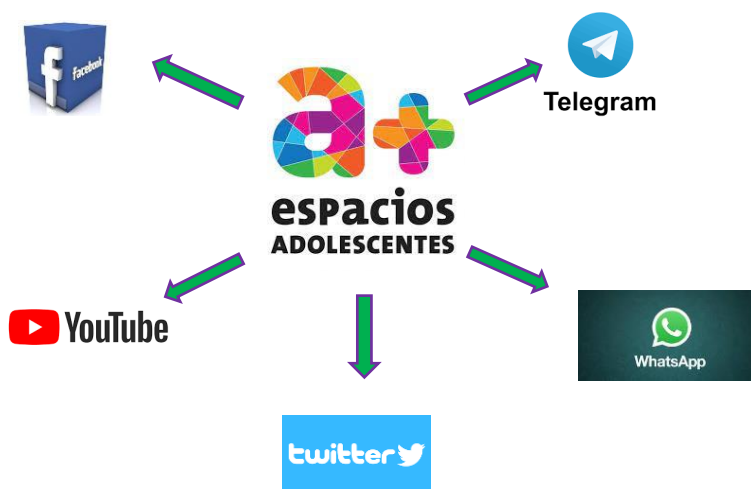 f
facebook
Telegram
a+
espacios
ADOLESCENTES
YouTube
WhatsApp
twitter